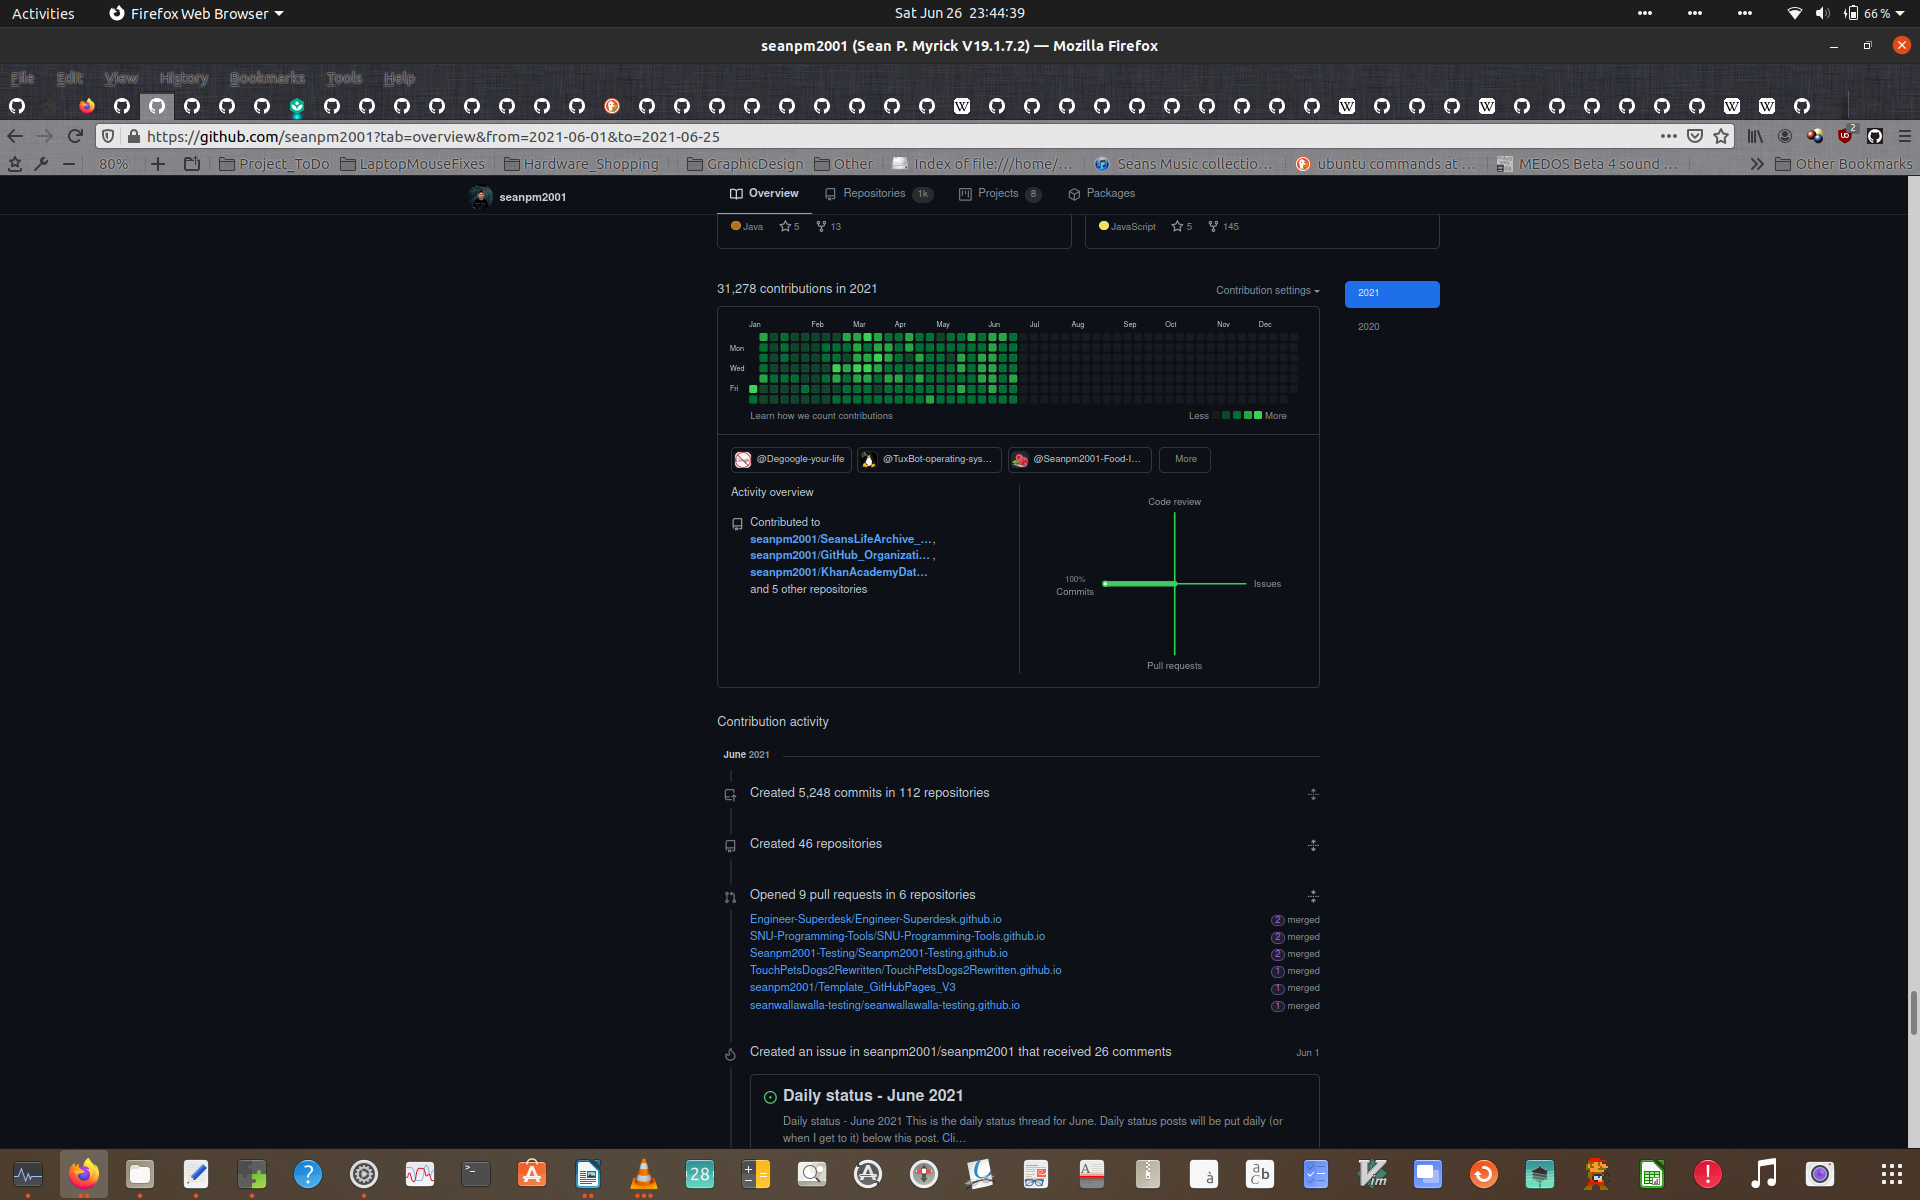 Activities
Firefox Web Browser
Sat Jun 26 23:44:39
66 %
seanpm2001 (Sean P. Myrick V19.1.7.2) — Mozilla Firefox
File Edit View History Bookmarks Tools Help
https://github.com/seanpm2001?tab=overview&from=2021-06-01&to=2021-06-25
2
80%
Project_ToDo
LaptopMouseFixes
Hardware_Shopping
GraphicDesign
Other
Index of file:///home/...
Seans Music collectio...
ubuntu commands at ...
MEDOS Beta 4 sound ...
Other Bookmarks
seanpm2001
Overview
Repositories 1k
Projects 8
Packages
Java 5 13
JavaScript 5 145
31,278 contributions in 2021
Contribution settings
2021
2020
Jan Feb Mar Apr May Jun Jul Aug Sep Oct Nov Dec
Mon
Wed
Fri
Learn how we count contributions
Less More
@Degoogle-your-life
@TuxBot-operating-sys...
@Seanpm2001-Food-I...
More
Activity overview
Contributed to
seanpm2001/SeansLifeArchive_...,
seanpm2001/GitHub_Organizati... ,
seanpm2001/KhanAcademyDat...
and 5 other repositories
Code review
100%
Commits
Issues
Pull requests
Contribution activity
June 2021
Created 5,248 commits in 112 repositories
Created 46 repositories
Opened 9 pull requests in 6 repositories
Engineer-Superdesk/Engineer-Superdesk.github.io 2 merged
SNU-Programming-Tools/SNU-Programming-Tools.github.io 2 merged
Seanpm2001-Testing/Seanpm2001-Testing.github.io 2 merged
TouchPetsDogs2Rewritten/TouchPetsDogs2Rewritten.github.io 1 merged
seanpm2001/Template_GitHubPages_V3 1 merged
seanwallawalla-testing/seanwallawalla-testing.github.io 1 merged
Created an issue in seanpm2001/seanpm2001 that received 26 comments Jun 1
Daily status - June 2021
Daily status - June 2021 This is the daily status thread for June. Daily status posts will be put daily (or
when I get to it) below this post. Cli...
28